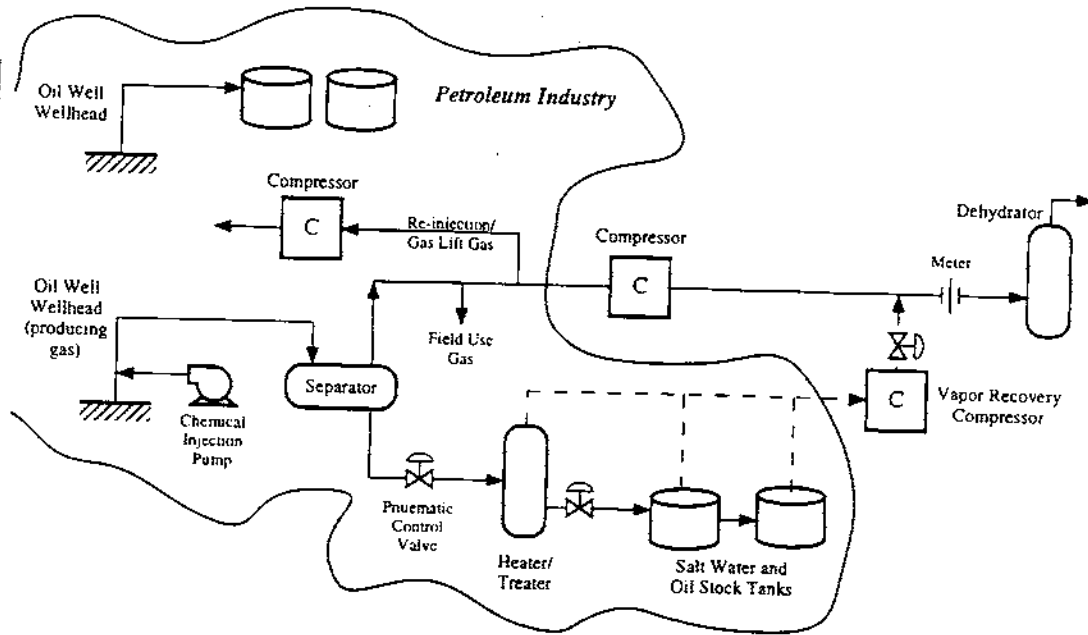 Oil Well
Wellhead
Petroleum Industry
Compressor
C
Re-injection/
Gas Lift Gas
Compressor
C
Dehydrator
Meter
Oil Well
Wellhead
(producing
gas)
Field Use
Gas
Separator
Chemical
Injection
Pump
C
Vapor Recovery
Compressor
Pnuematic
Control
Valve
Heater/
Treater
Salt Water and
Oil Stock Tanks